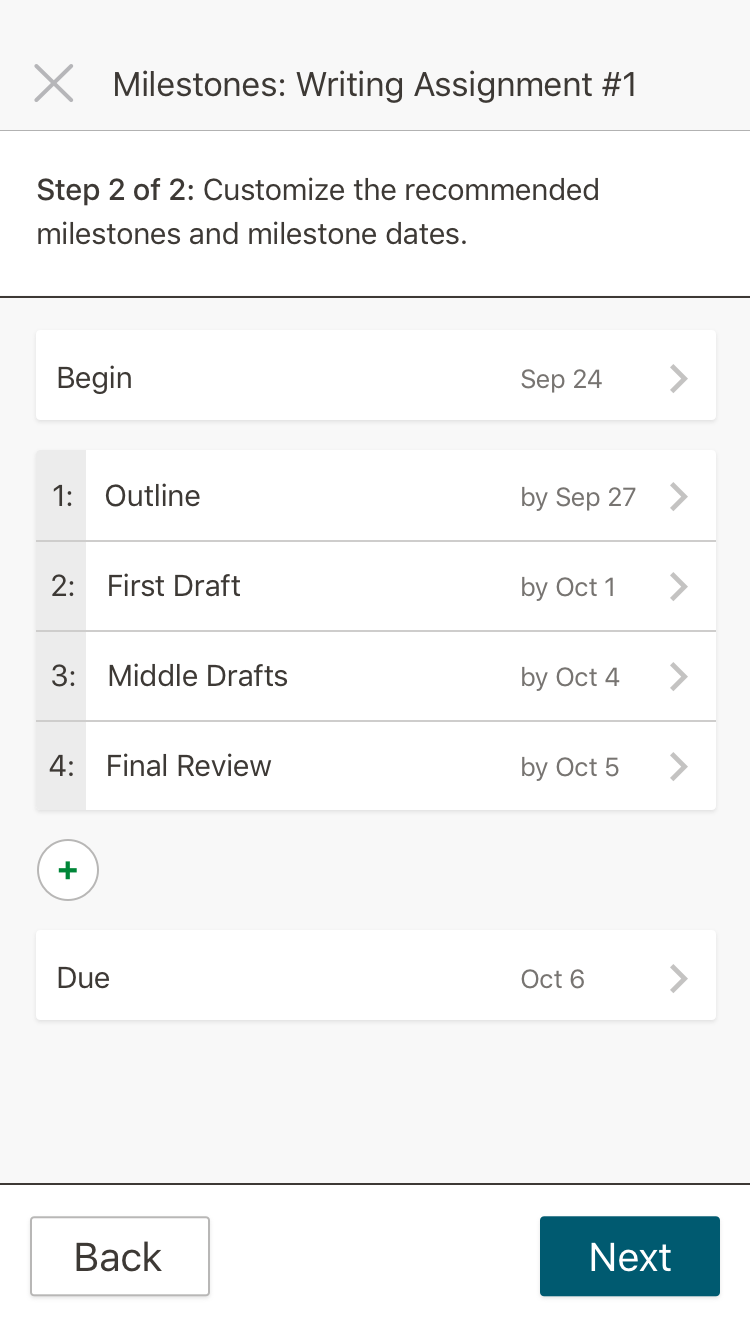 Milestones: Writing Assignment #1
Step 2 of 2: Customize the recommended
milestones and milestone dates.
Begin Sep 24
1: Outline by Sep 27
2: First Draft by Oct 1
3: Middle Drafts by Oct 4
4: Final Review by Oct 5
+
Due Oct 6
Back Next